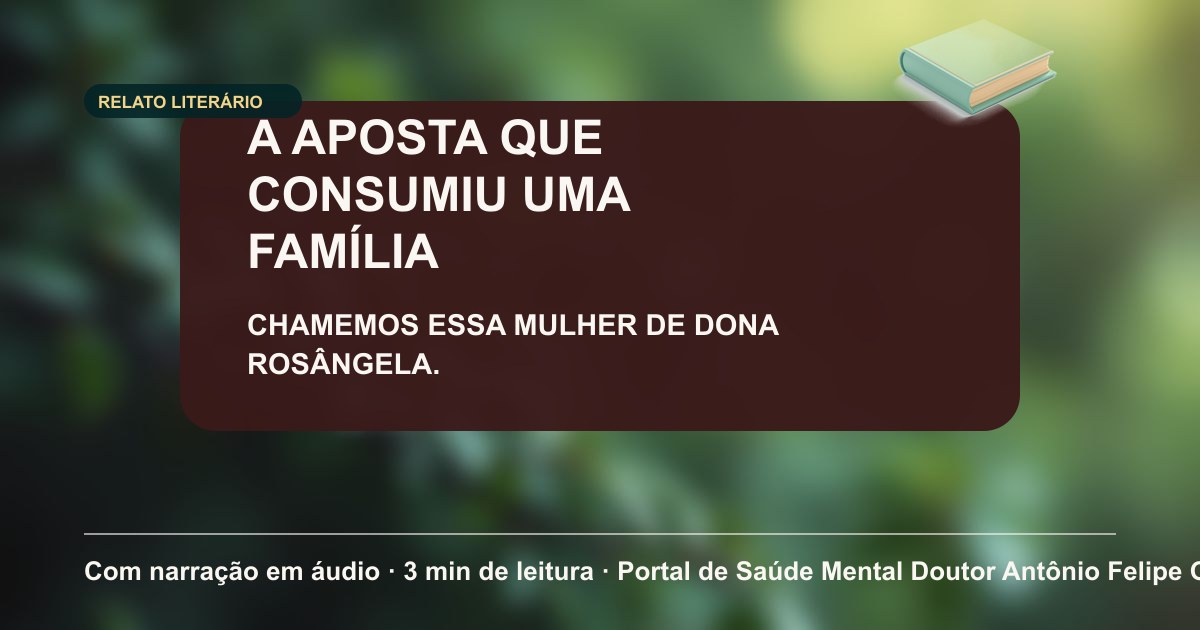 RELATO LITERÁRIO
A APOSTA QUE
CONSUMIU UMA
FAMÍLIA
CHAMEMOS ESSA MULHER DE DONA
ROSÂNGELA.
Com narração em áudio · 3 min de leitura · Portal de Saúde Mental Doutor Antônio Felipe